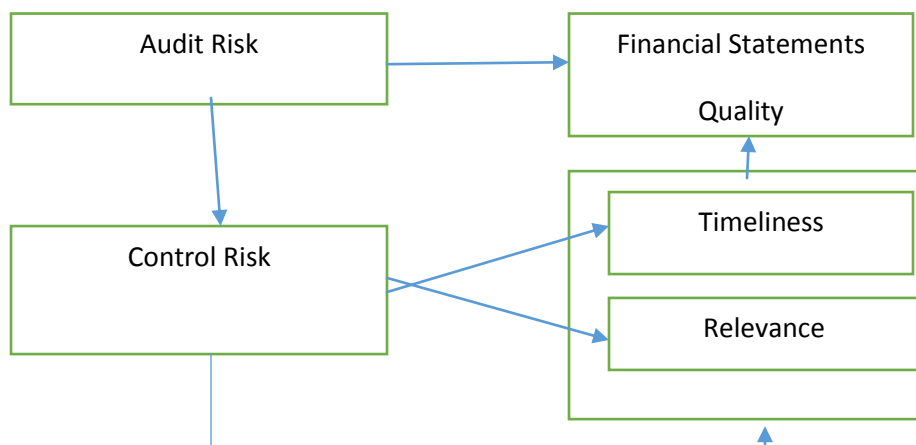 Audit Risk
Financial Statements
Quality
Timeliness
Control Risk
Relevance